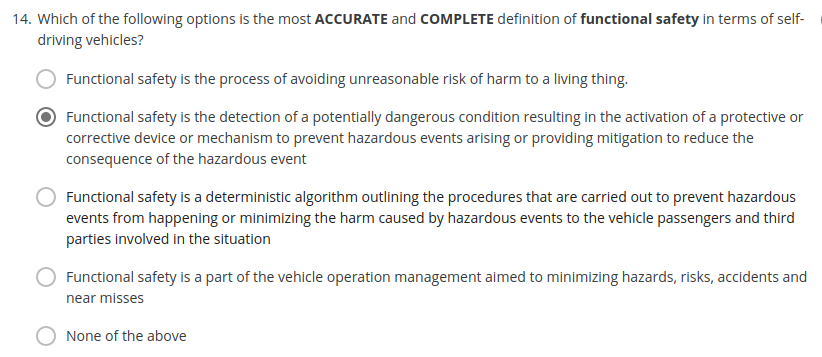 14. Which of the following options is the most ACCURATE and COMPLETE definition of functional safety in terms of self-
driving vehicles?
Functional safety is the process of avoiding unreasonable risk of harm to a living thing.
Functional safety is the detection of a potentially dangerous condition resulting in the activation of a protective or
corrective device or mechanism to prevent hazardous events arising or providing mitigation to reduce the
consequence of the hazardous event
Functional safety is a deterministic algorithm outlining the procedures that are carried out to prevent hazardous
events from happening or minimizing the harm caused by hazardous events to the vehicle passengers and third
parties involved in the situation
Functional safety is a part of the vehicle operation management aimed to minimizing hazards, risks, accidents and
near misses
None of the above